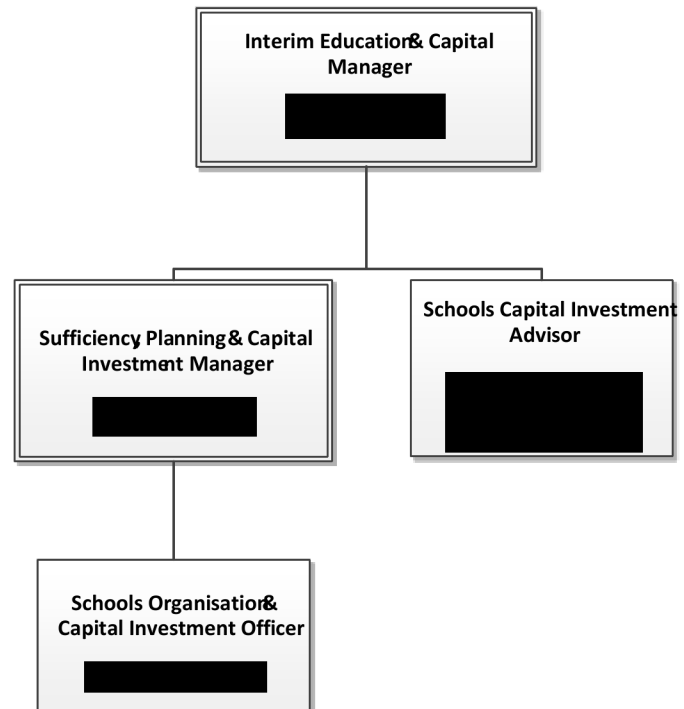 Interim Education & Capital
Manager
Sufficiency, Planning & Capital
Investment Manager
Schools Capital Investment
Advisor
Schools Organisation &
Capital Investment Officer